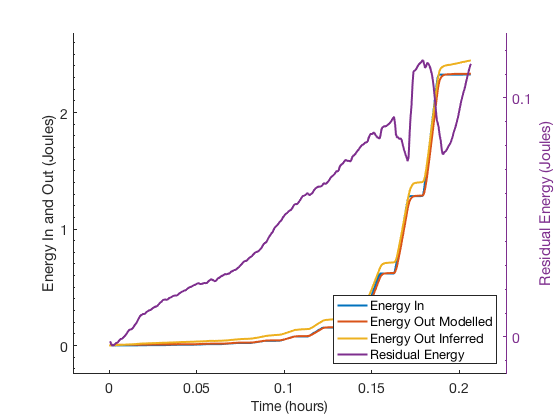 Energy In and Out (Joules)
2
1
0
0 0.05 0.1 0.15 0.2
Time (hours)
0.1
0
Residual Energy (Joules)
Energy In
Energy Out Modelled
Energy Out Inferred
Residual Energy